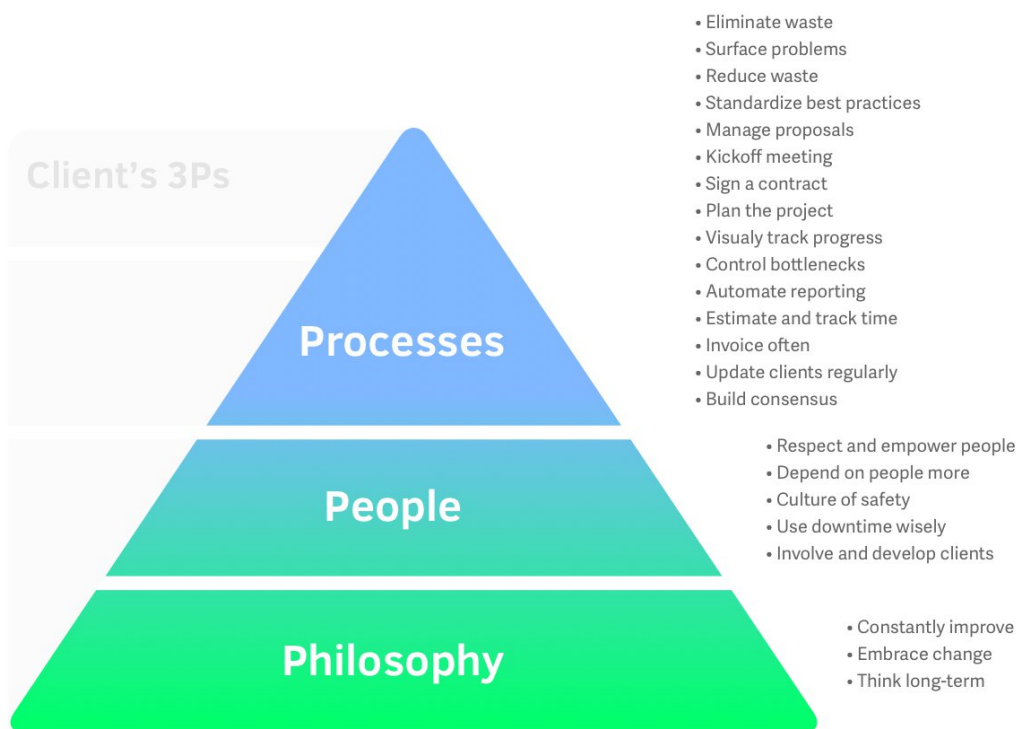 • Eliminate waste
• Surface problems
• Reduce waste
• Standardize best practices
• Manage proposals
• Kickoff meeting
• Sign a contract
• Plan the project
• Visualy track progress
• Control bottlenecks
• Automate reporting
• Estimate and track time
• Invoice often
• Update clients regularly
• Build consensus
Client's 3Ps
Processes
• Respect and empower people
• Depend on people more
• Culture of safety
• Use downtime wisely
• Involve and develop clients
People
• Constantly improve
• Embrace change
• Think long-term
Philosophy